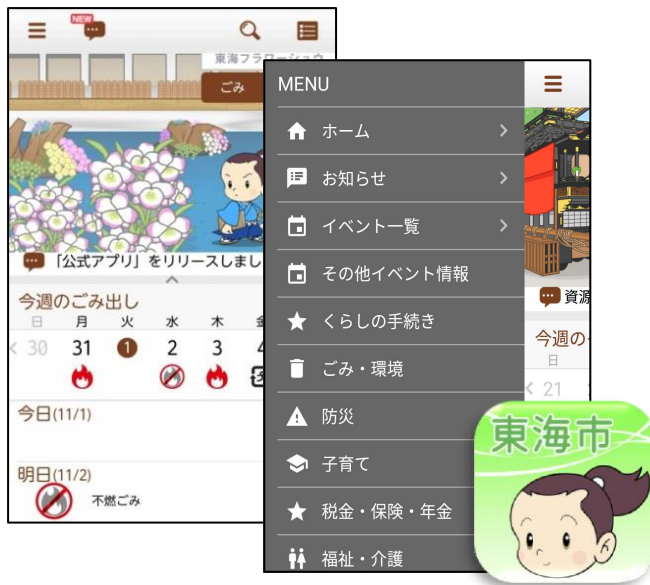 NEW
東海フラワーショウ
ごみ
「公式アプリ」をリリースしまし
今週のごみ出し
日 月 火 水 木
30 31 1 2 3
今日(11/1)
明日(11/2)
不燃ごみ
MENU
ホーム
お知らせ
イベント一覧
その他イベント情報
くらしの手続き
ごみ・環境
防災
子育て
税金・保険・年金
福祉・介護
資源
今週の
日
21
東海市